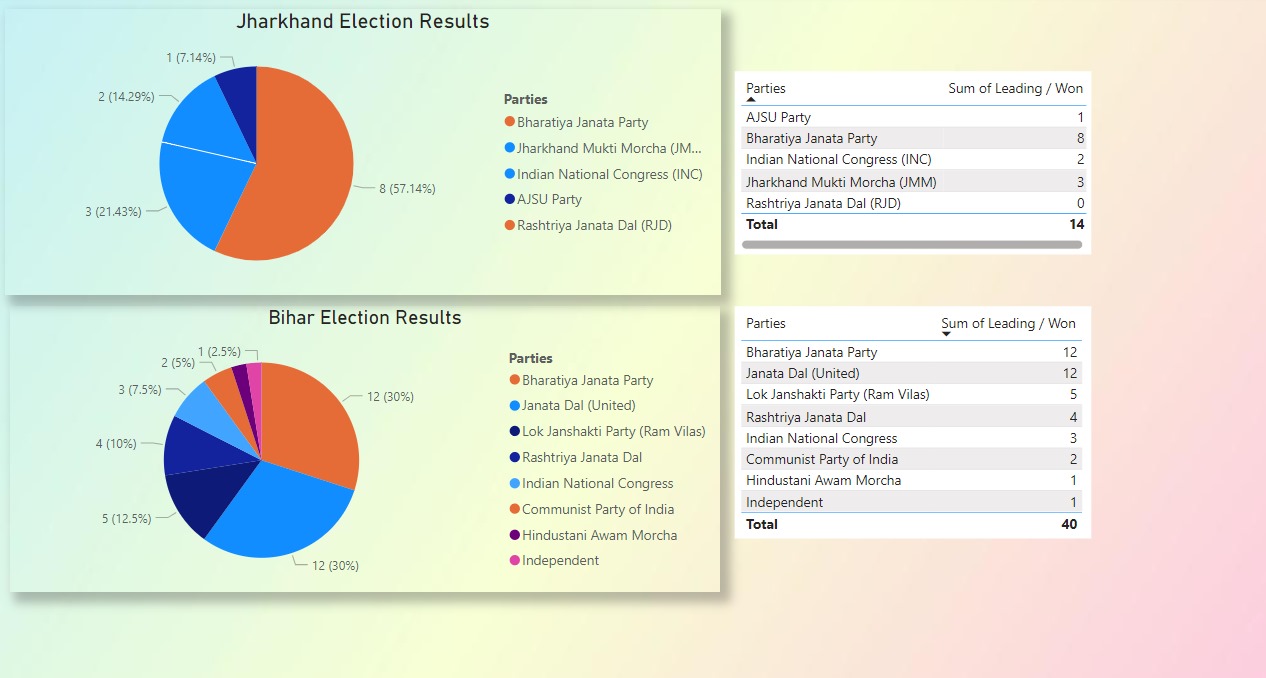 Jharkhand Election Results
1 (7.14%)
2 (14.29%)
3 (21.43%)
8 (57.14%)
Parties
Bharatiya Janata Party
Jharkhand Mukti Morcha (JM...
Indian National Congress (INC)
AJSU Party
Rashtriya Janata Dal (RJD)
Parties Sum of Leading / Won
AJSU Party 1
Bharatiya Janata Party 8
Indian National Congress (INC) 2
Jharkhand Mukti Morcha (JMM) 3
Rashtriya Janata Dal (RJD) 0
Total 14
Bihar Election Results
1 (2.5%)
2 (5%)
3 (7.5%)
4 (10%)
5 (12.5%)
12 (30%)
12 (30%)
Parties
Bharatiya Janata Party
Janata Dal (United)
Lok Janshakti Party (Ram Vilas)
Rashtriya Janata Dal
Indian National Congress
Communist Party of India
Hindustani Awam Morcha
Independent
Parties Sum of Leading / Won
Bharatiya Janata Party 12
Janata Dal (United) 12
Lok Janshakti Party (Ram Vilas) 5
Rashtriya Janata Dal 4
Indian National Congress 3
Communist Party of India 2
Hindustani Awam Morcha 1
Independent 1
Total 40